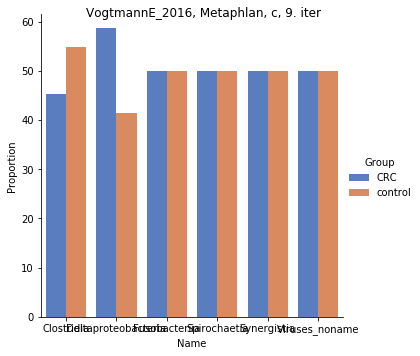 VogtmannE_2016, Metaphlan, c, 9. iter
60
50
40
30
20
10
0
Proportion
Clostridia Deltaproteobacteria Fusobacteriia Spirochaetia Synergistia Viruses_noname
Name
Group
CRC
control